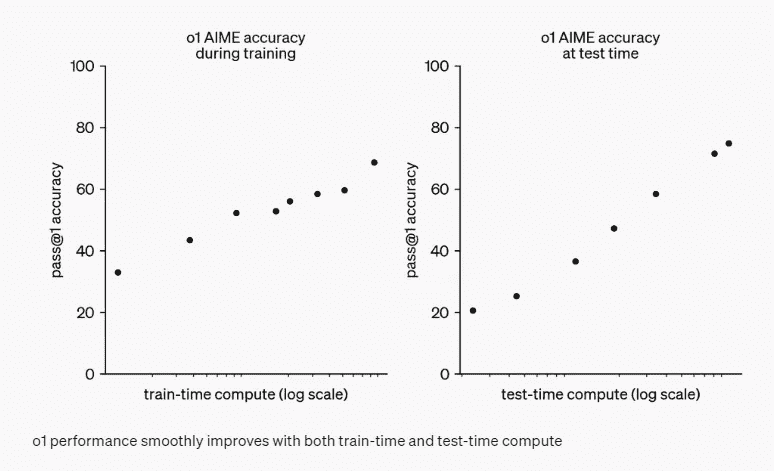 o1 AIME accuracy
during training
100
80
60
40
20
0
pass@1 accuracy
train-time compute (log scale)
o1 AIME accuracy
at test time
100
80
60
40
20
0
pass@1 accuracy
test-time compute (log scale)
o1 performance smoothly improves with both train-time and test-time compute